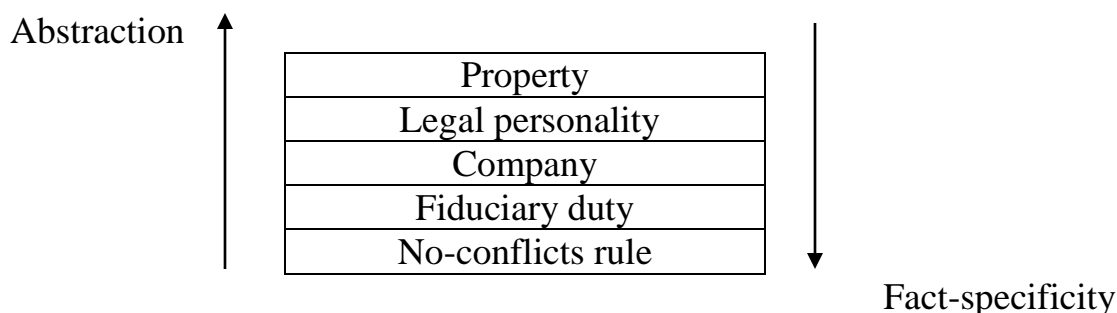 Abstraction
Property
Legal personality
Company
Fiduciary duty
No-conflicts rule
Fact-specificity